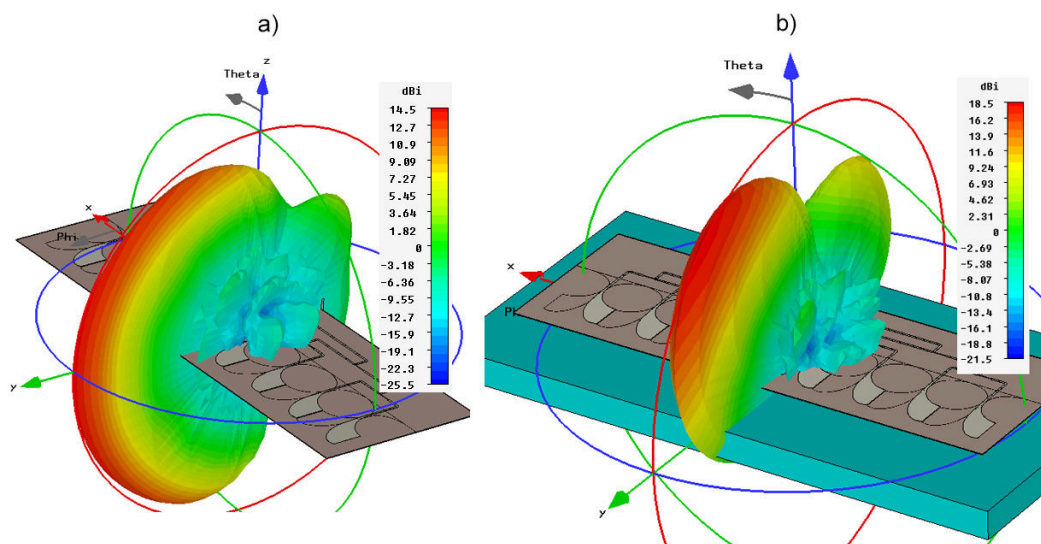 a)
b)
z
Theta
dBi
14.5
12.7
10.9
9.09
7.27
5.45
3.64
1.82
0
-3.18
-6.36
-9.55
-12.7
-15.9
-19.1
-22.3
-25.5
x
Phi
y
Theta
dBi
18.5
16.2
13.9
11.6
9.24
6.93
4.62
2.31
0
-2.69
-5.38
-8.07
-10.8
-13.4
-16.1
-18.8
-21.5
x
y